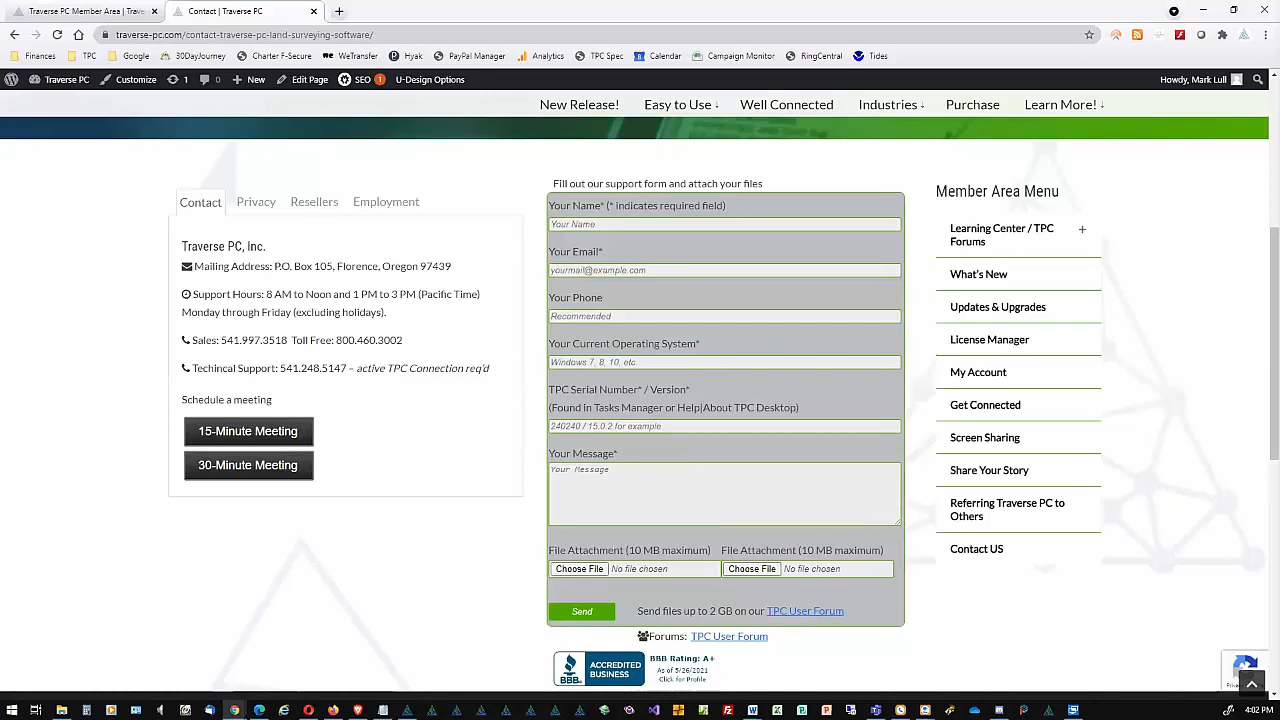 Traverse PC Member Area | Trave
Contact | Traverse PC
traverse-pc.com/contact-traverse-pc-land-surveying-software/
Finances TPC Google 30DayJourney Charter F-Secure WeTransfer Hyak PayPal Manager Analytics TPC Spec Calendar Campaign Monitor RingCentral Tides
Traverse PC Customize 1 0 New Edit Page SEO 1 U-Design Options Howdy, Mark Lull
New Release! Easy to Use ↓ Well Connected Industries ↓ Purchase Learn More! ↓
Contact Privacy Resellers Employment
Traverse PC, Inc.
Mailing Address: P.O. Box 105, Florence, Oregon 97439
Support Hours: 8 AM to Noon and 1 PM to 3 PM (Pacific Time)
Monday through Friday (excluding holidays).
Sales: 541.997.3518 Toll Free: 800.460.3002
Techincal Support: 541.248.5147 – active TPC Connection req'd
Schedule a meeting
15-Minute Meeting
30-Minute Meeting
Fill out our support form and attach your files
Your Name* (* indicates required field)
Your Name
Your Email*
yourmail@example.com
Your Phone
Recommended
Your Current Operating System*
Windows 7, 8, 10, etc.
TPC Serial Number* / Version*
(Found in Tasks Manager or Help|About TPC Desktop)
240240 / 15.0.2 for example
Your Message*
Your Message
File Attachment (10 MB maximum) File Attachment (10 MB maximum)
Choose File No file chosen Choose File No file chosen
Send Send files up to 2 GB on our TPC User Forum
Forums: TPC User Forum
BBB. ACCREDITED BUSINESS
BBB Rating: A+
As of 5/26/2021
Click for Profile
Member Area Menu
Learning Center / TPC
Forums
+
What's New
Updates & Upgrades
License Manager
My Account
Get Connected
Screen Sharing
Share Your Story
Referring Traverse PC to
Others
Contact US
4:02 PM